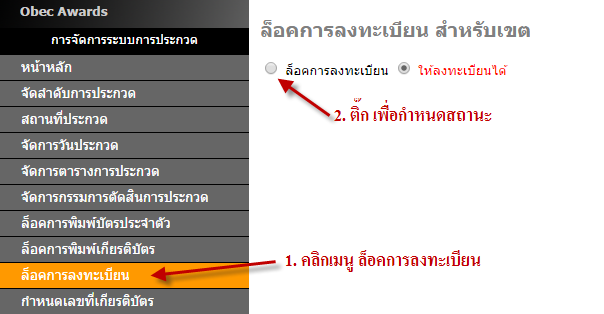 Obec Awards
การจัดการระบบการประกวด
หน้าหลัก
จัดลำดับการประกวด
สถานที่ประกวด
จัดการวันประกวด
จัดการตารางการประกวด
จัดการกรรมการตัดสินการประกวด
ล็อคการพิมพ์บัตรประจำตัว
ล็อคการพิมพ์เกียรติบัตร
ล็อคการลงทะเบียน
กำหนดเลขที่เกียรติบัตร
ล็อคการลงทะเบียน สำหรับเขต
ล็อคการลงทะเบียน ให้ลงทะเบียนได้
2. ติ๊ก เพื่อกำหนดสถานะ
1. คลิกเมนู ล็อคการลงทะเบียน